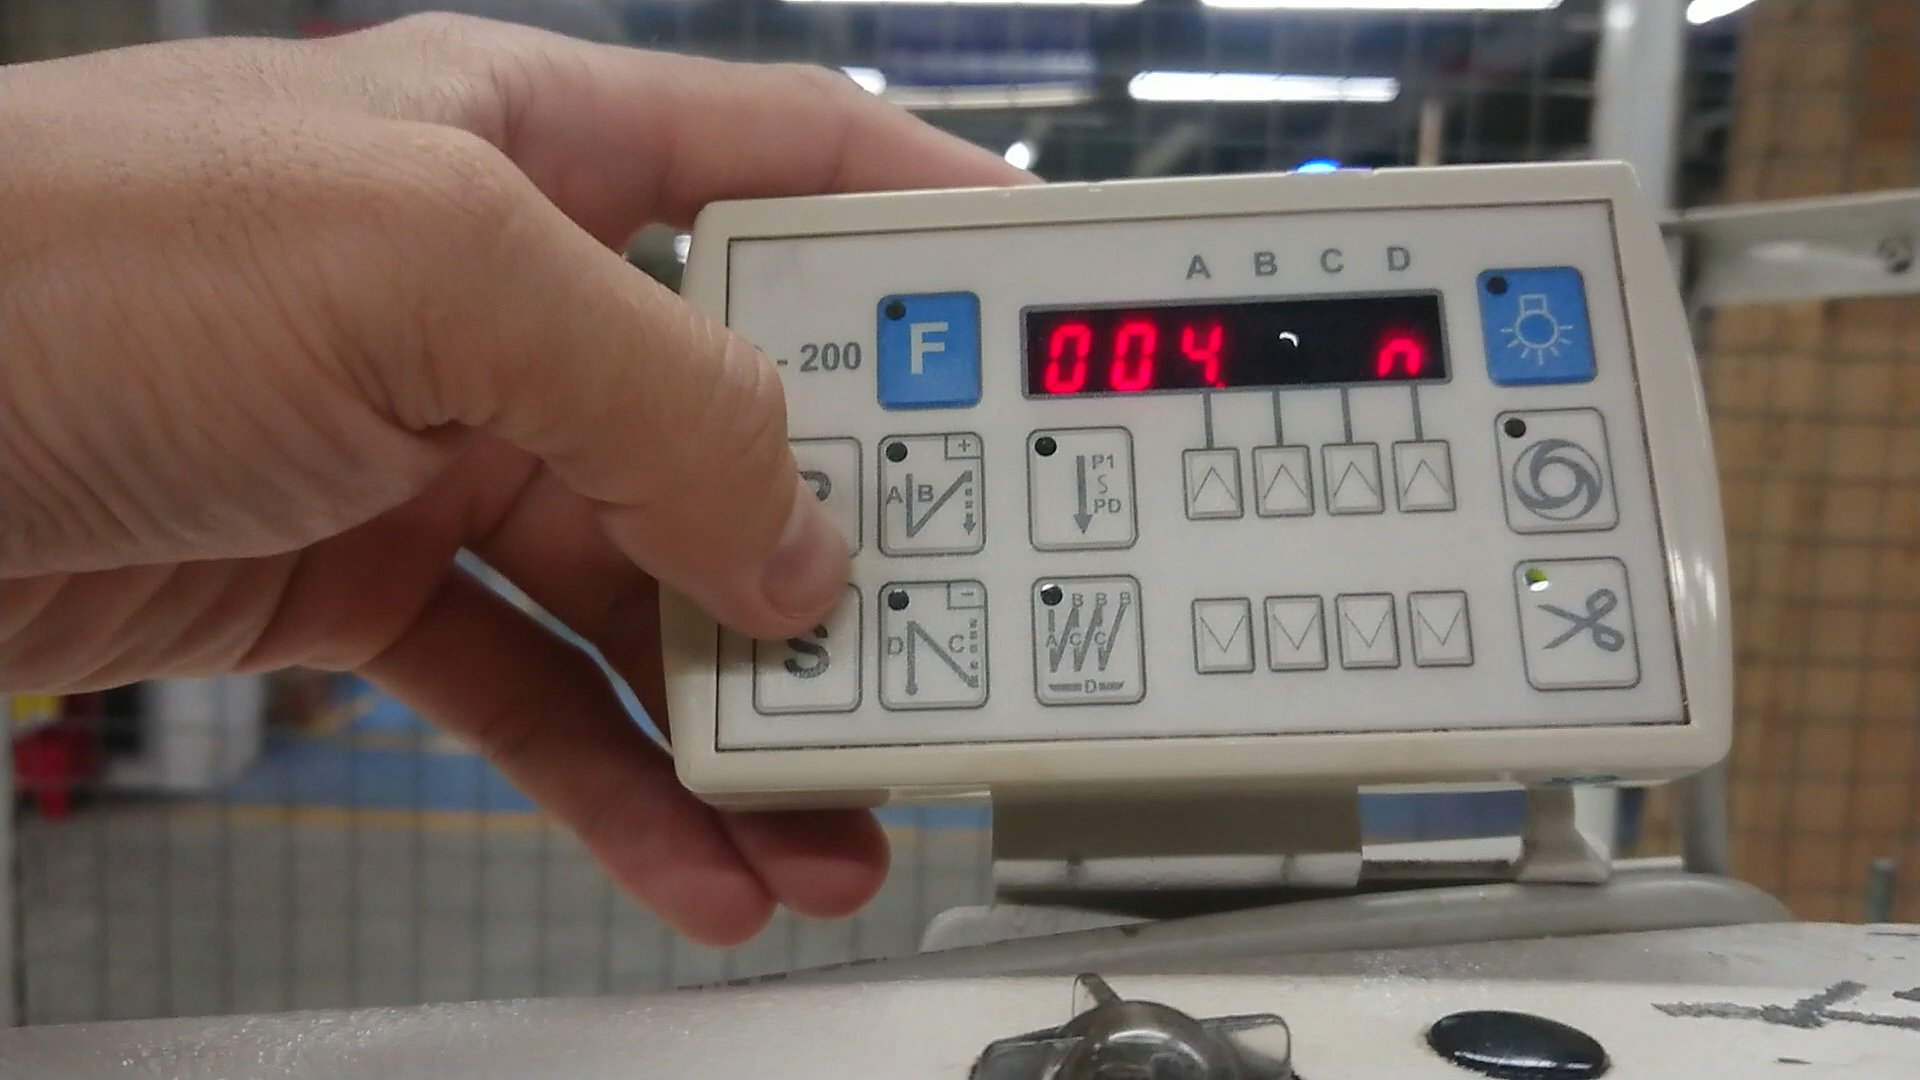 A B C D
- 200
F
004. n
A B +
P1
S
PD
S
D C -
A B C B C B
D